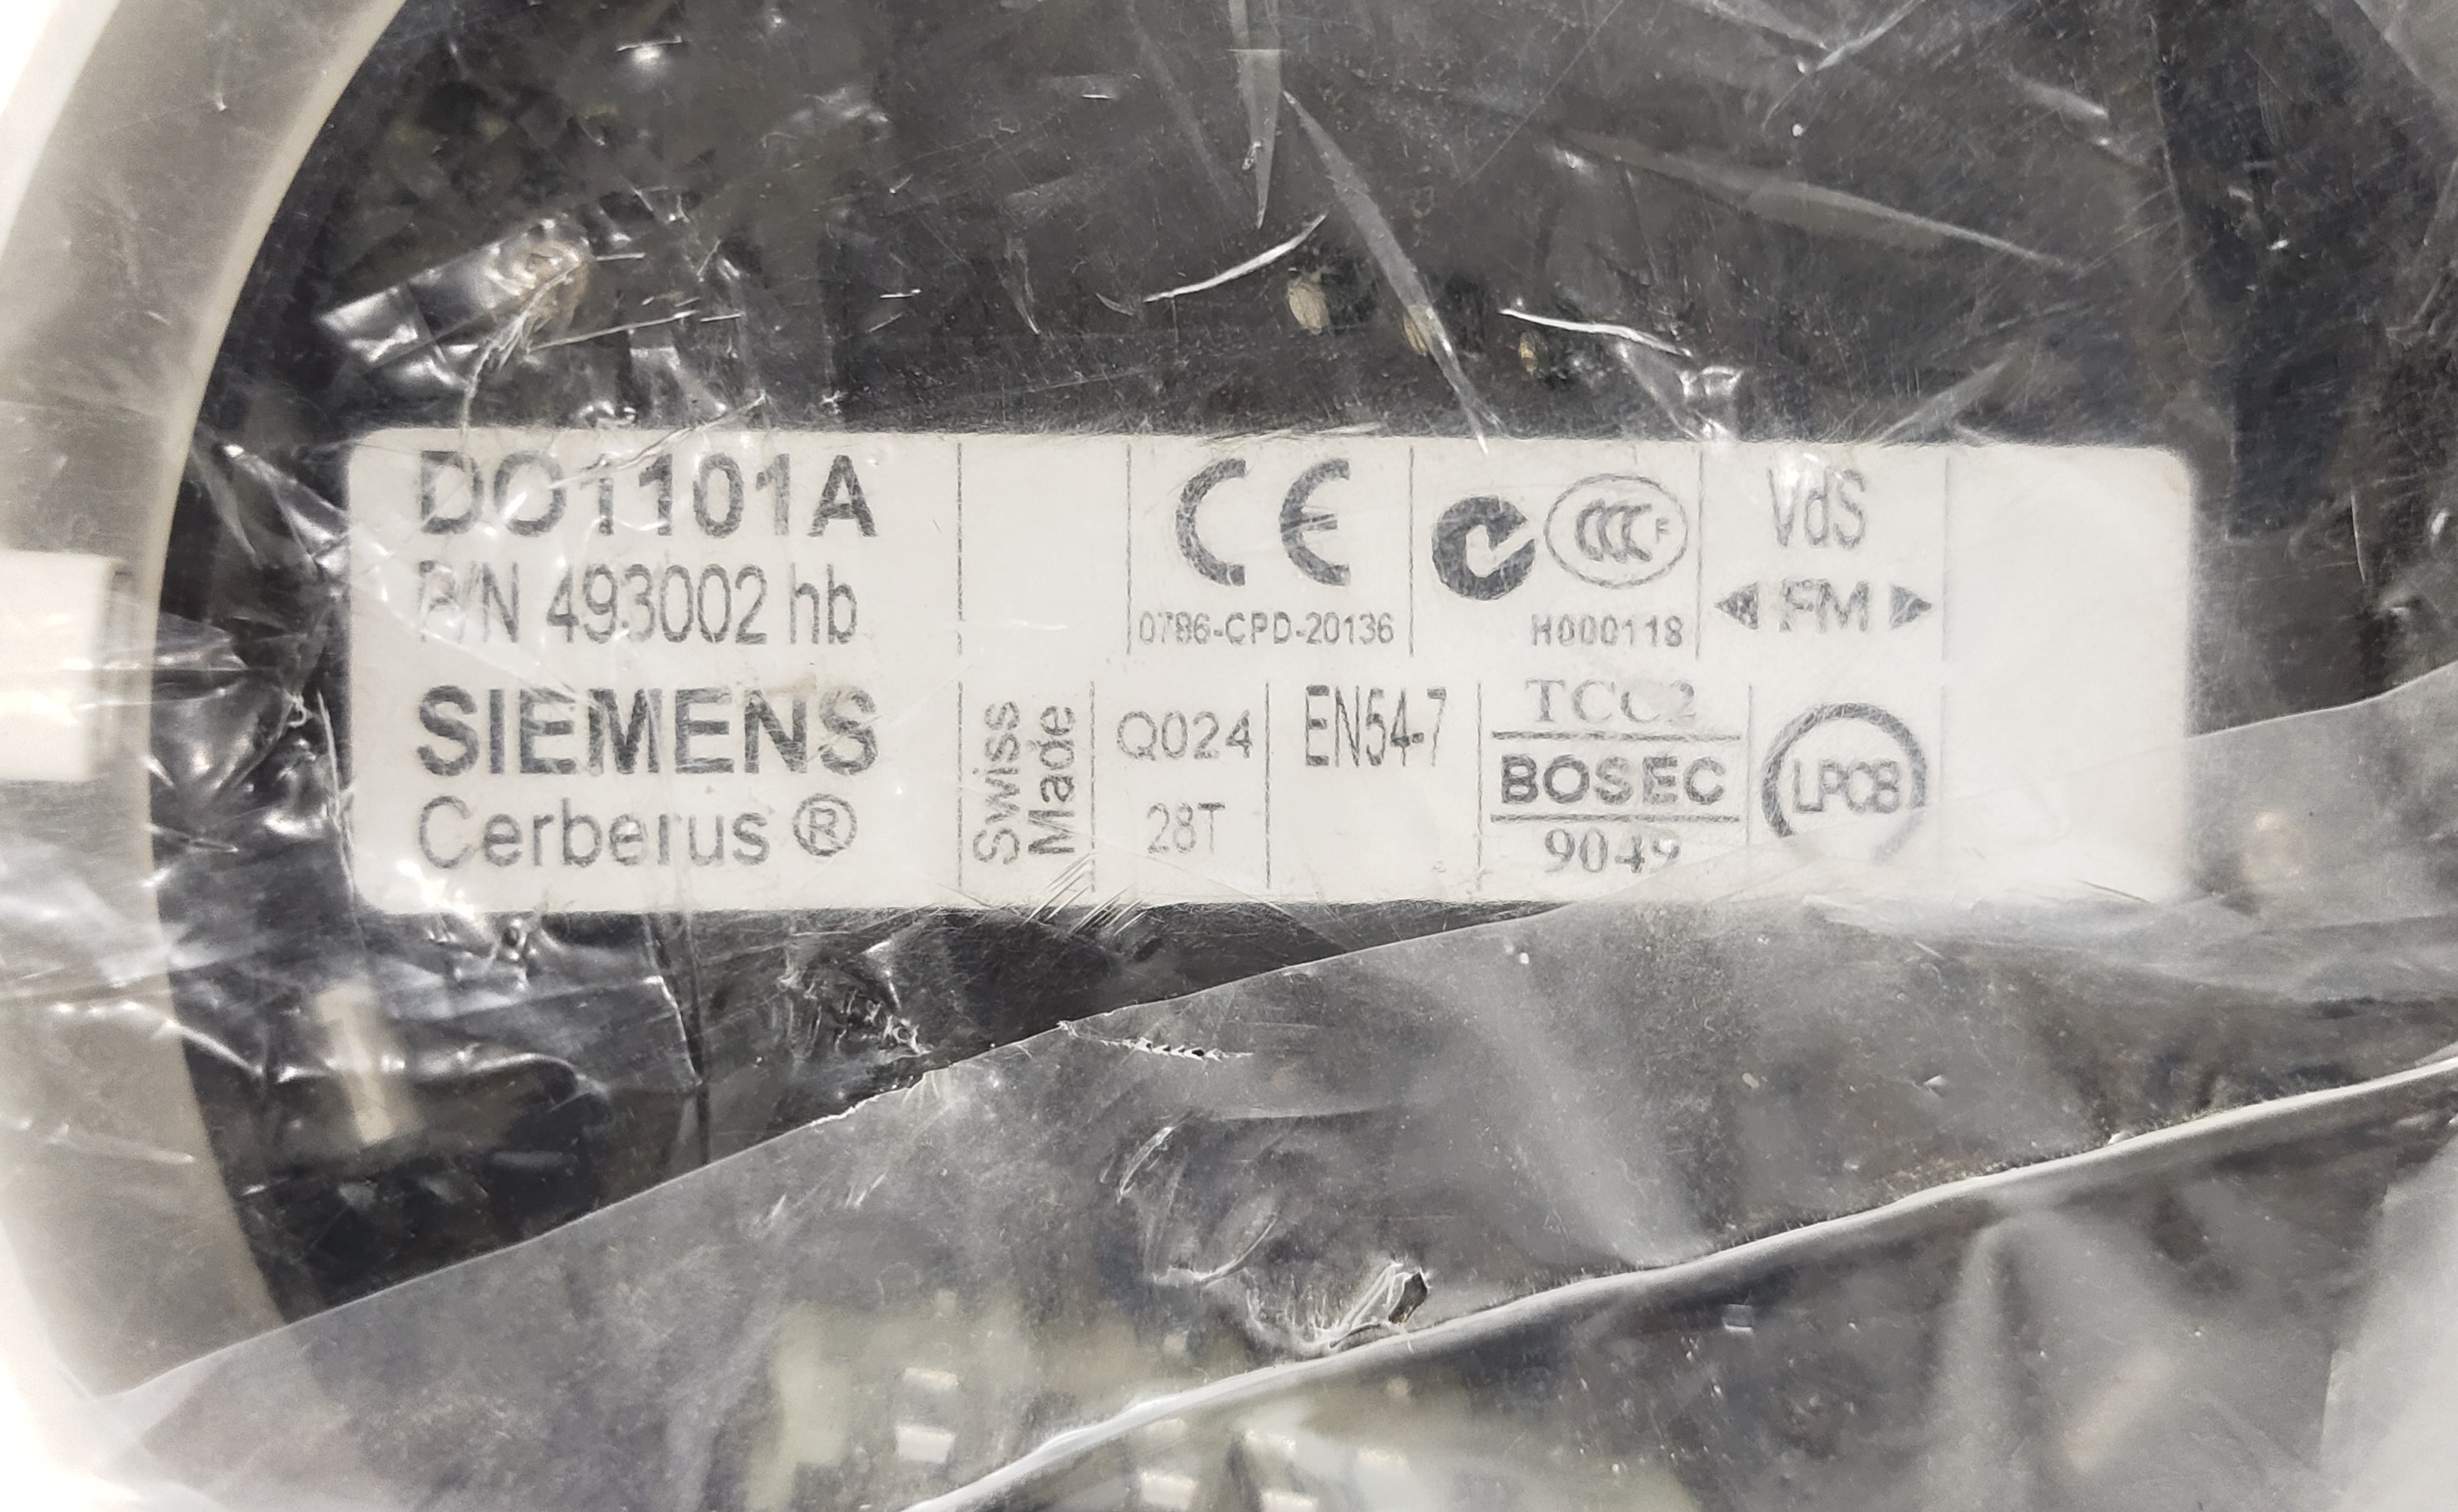 DO1101A
P/N 493002 hb
SIEMENS
Cerberus ®
Swiss
Made
CE
0786-CPD-20136
CCC F
H000118
VdS
FM
Q024
28T
EN54-7
TCC2
BOSEC
9049
LPCB